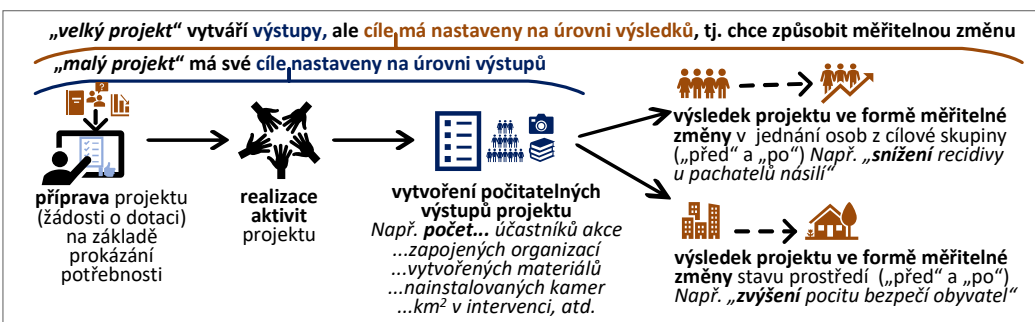 „velký projekt“ vytváří výstupy, ale cíle má nastaveny na úrovni výsledků, tj. chce způsobit měřitelnou změnu
„malý projekt“ má své cíle nastaveny na úrovni výstupů
příprava projektu
(žádosti o dotaci)
na základě
prokázání
potřebnosti
realizace
aktivit
projektu
vytvoření počitatelných
výstupů projektu
Např. počet... účastníků akce
...zapojených organizací
...vytvořených materiálů
...nainstalovaných kamer
...km² v intervenci, atd.
výsledek projektu ve formě měřitelné
změny v jednání osob z cílové skupiny
(„před“ a „po“) Např. „snížení recidivy
u pachatelů násilí“
výsledek projektu ve formě měřitelné
změny stavu prostředí („před“ a „po“)
Např. „zvýšení pocitu bezpečí obyvatel“